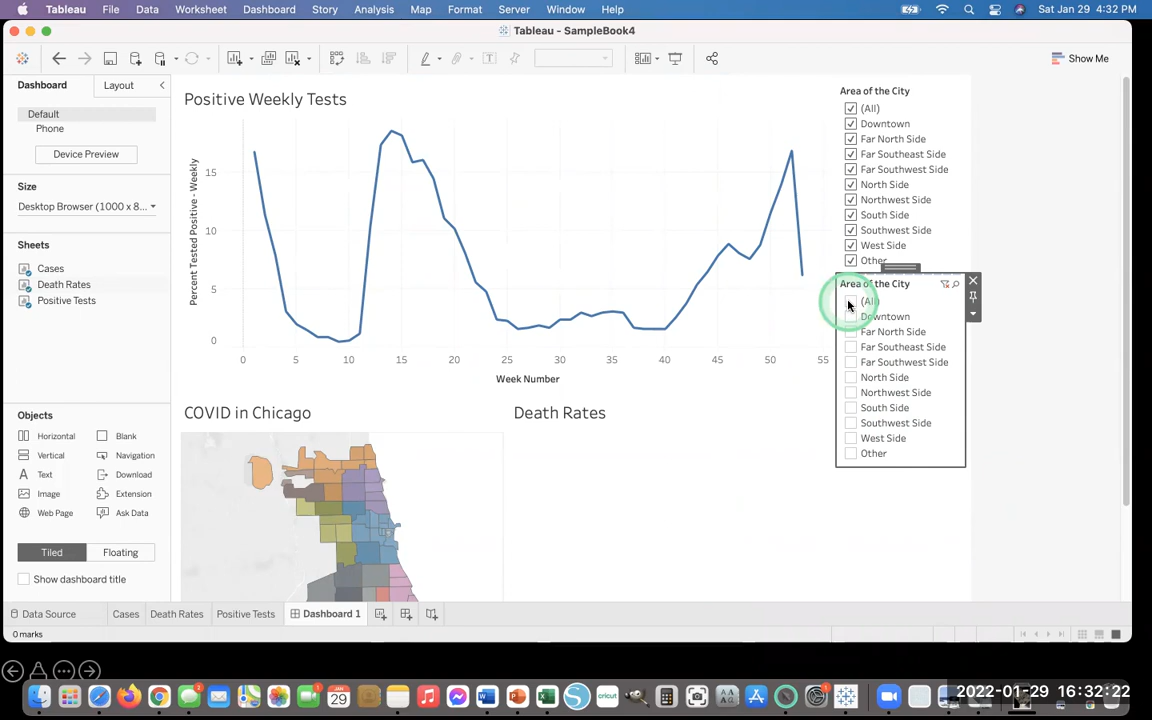 Tableau File Data Worksheet Dashboard Story Analysis Map Format Server Window Help Sat Jan 29 4:32 PM
Tableau - SampleBook4
Show Me
Dashboard Layout
Default
Phone
Device Preview
Size
Desktop Browser (1000 x 8...
Sheets
Cases
Death Rates
Positive Tests
Objects
Horizontal Blank
Vertical Navigation
Text Download
Image Extension
Web Page Ask Data
Tiled Floating
Show dashboard title
Positive Weekly Tests
Percent Tested Positive - Weekly
15
10
5
0
0 5 10 15 20 25 30 35 40 45 50 55
Week Number
COVID in Chicago
Death Rates
Area of the City
(All)
Downtown
Far North Side
Far Southeast Side
Far Southwest Side
North Side
Northwest Side
South Side
Southwest Side
West Side
Other
Area of the City
(All)
Downtown
Far North Side
Far Southeast Side
Far Southwest Side
North Side
Northwest Side
South Side
Southwest Side
West Side
Other
Data Source Cases Death Rates Positive Tests Dashboard 1
0 marks
2022-01-29 16:32:22